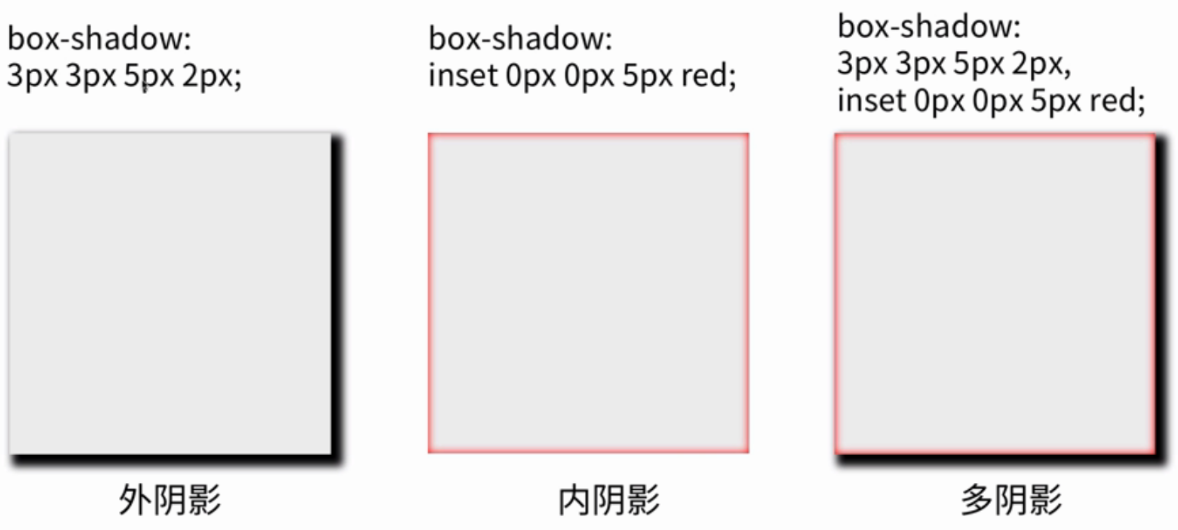 box-shadow:
3px 3px 5px 2px;
box-shadow:
inset 0px 0px 5px red;
box-shadow:
3px 3px 5px 2px,
inset 0px 0px 5px red;
外阴影
内阴影
多阴影